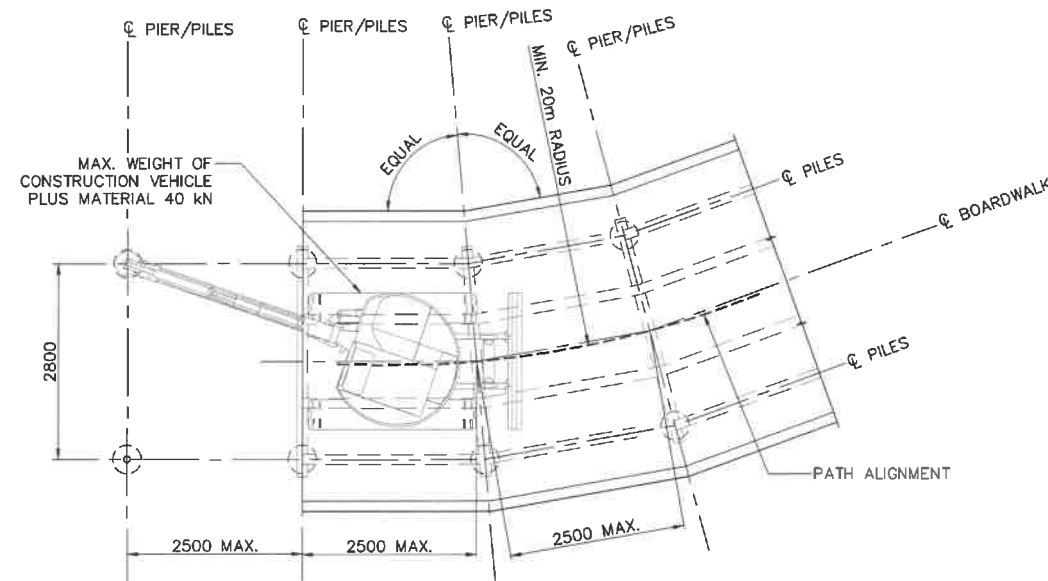 ℄ PIER/PILES
℄ PIER/PILES
℄ PIER/PILES
℄ PIER/PILES
MIN. 20m RADIUS
EQUAL
EQUAL
MAX. WEIGHT OF
CONSTRUCTION VEHICLE
PLUS MATERIAL 40 kN
℄ PILES
℄ BOARDWALK
2800
℄ PILES
PATH ALIGNMENT
2500 MAX.
2500 MAX.
2500 MAX.